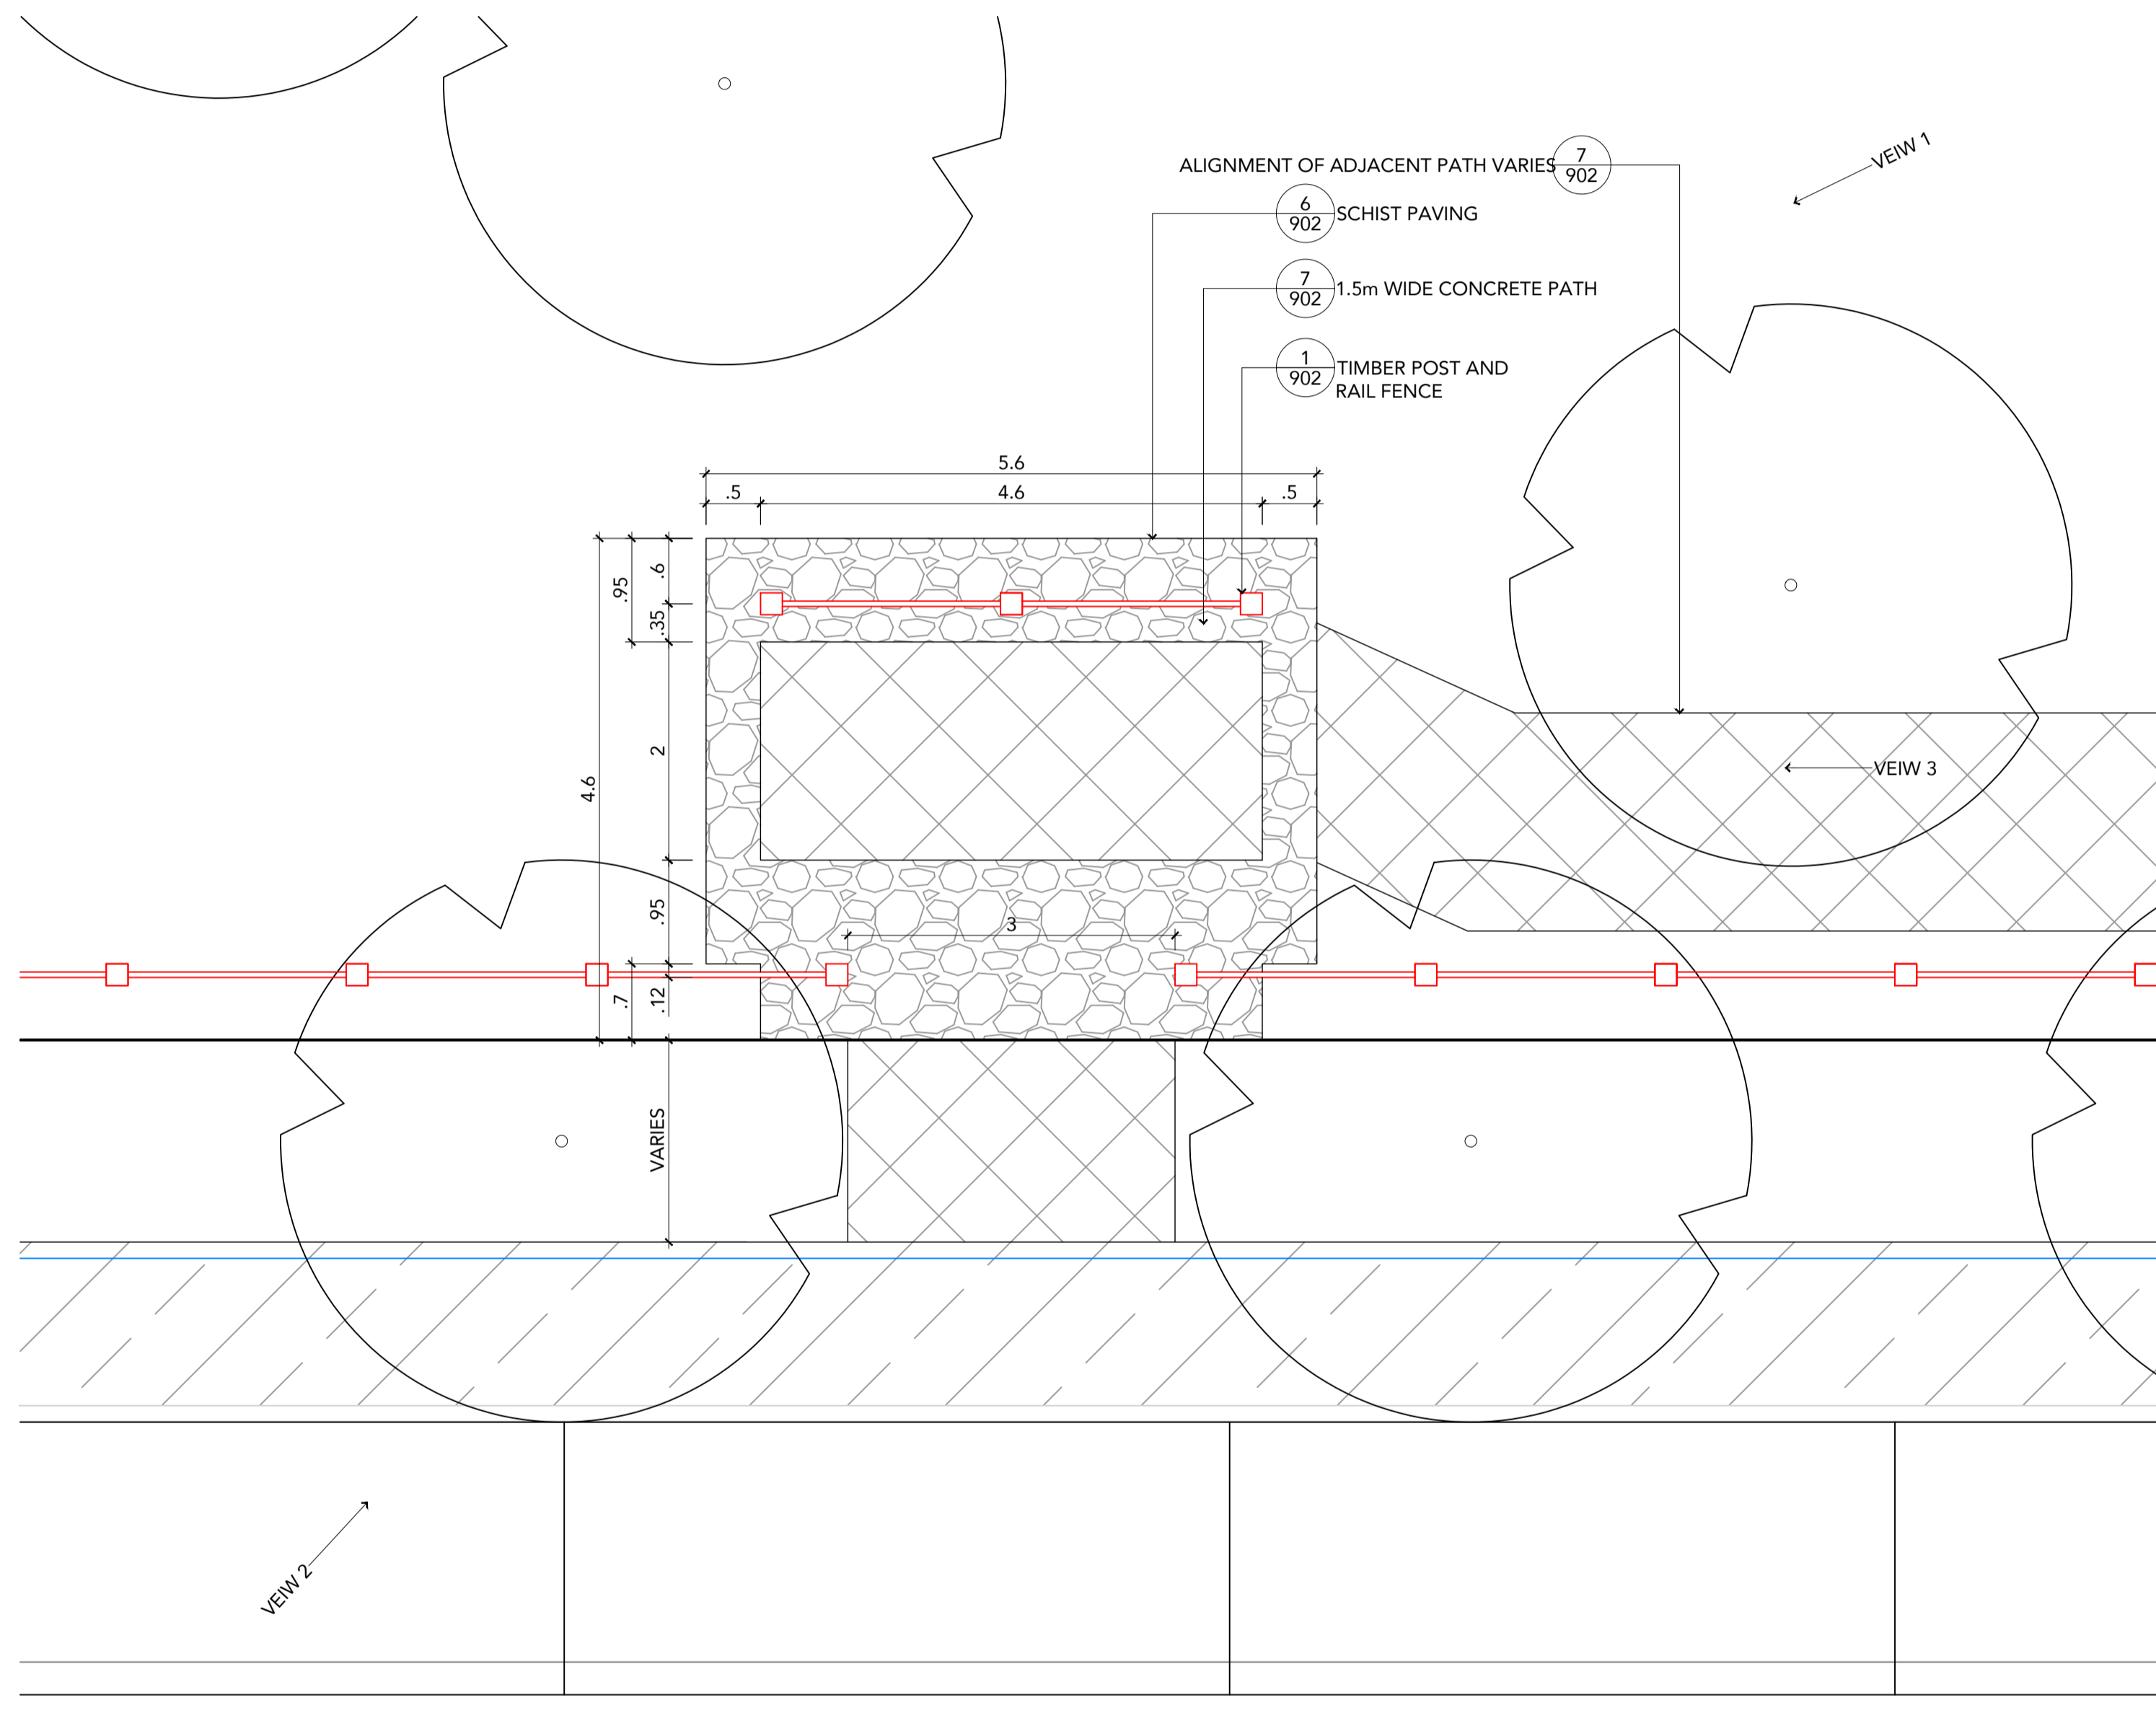 VEIW 1
ALIGNMENT OF ADJACENT PATH VARIES
7
902
6
902
SCHIST PAVING
7
902
1.5m WIDE CONCRETE PATH
1
902
TIMBER POST AND
RAIL FENCE
5.6
.5
4.6
.5
.6
.95
.35
2
4.6
VEIW 3
.95
3
.7
.12
VARIES
VEIW 2